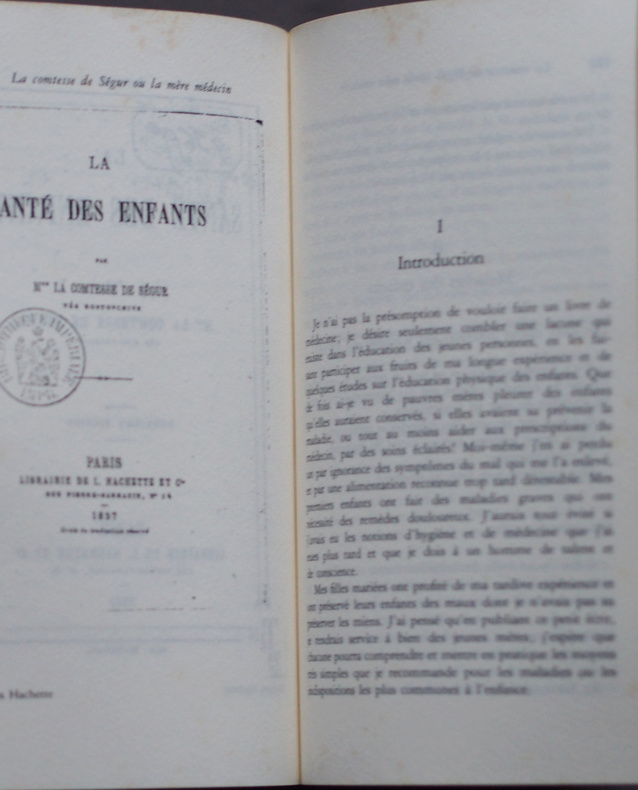 La comtesse de Ségur ou la mère médecin
LA
ANTÉ DES ENFANTS
PAR
Mme LA COMTESSE DE SÉGUR
NÉE ROSTOPCHINE
PARIS
LIBRAIRIE DE L. HACHETTE ET Cie
RUE PIERRE-SARRAZIN, N° 14
1857
Hachette
I
Introduction
Je n'ai pas la présomption de vouloir faire un livre de
médecine; je désire seulement combler une lacune qui
existe dans l'éducation des jeunes personnes, en les fai-
sant participer aux fruits de ma longue expérience et de
quelques études sur l'éducation physique des enfants. Que
de fois ai-je vu de pauvres mères pleurer des enfants
qu'elles auraient conservés, si elles avaient su prévenir la
maladie, ou tout au moins aider aux prescriptions du
médecin, par des soins éclairés! Moi-même j'en ai perdu
un par ignorance des symptômes du mal qui me l'a enlevé,
et par une alimentation reconnue trop tard détestable. Mes
premiers enfants ont fait des maladies graves qui ont
nécessité des remèdes douloureux. J'aurais tout évité si
j'avais eu les notions d'hygiène et de médecine que j'ai
plus tard et que je dois à un homme de talent et
de conscience.
Mes filles mariées ont profité de ma tardive expérience et
ont préservé leurs enfants des maux dont je n'avais pas su
préserver les miens. J'ai pensé qu'en publiant ce petit écrit,
je rendrais service à bien des jeunes mères; j'espère que
chacune pourra comprendre et mettre en pratique les moyens
très simples que je recommande pour les maladies ou les
indispositions les plus communes à l'enfance.